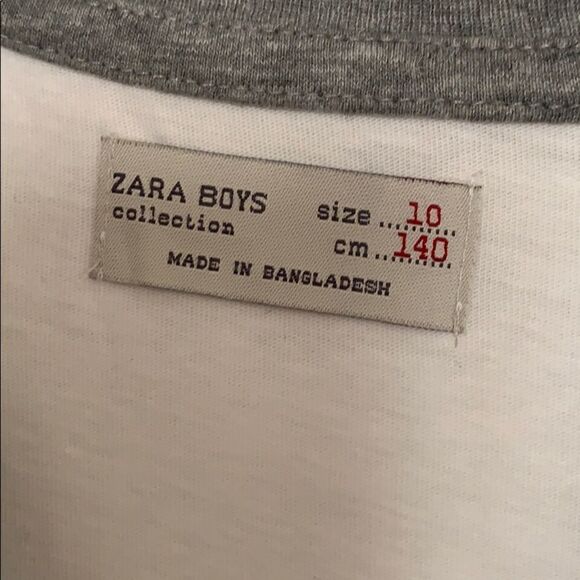 ZARA BOYS
collection
size ....10..
cm ..140
MADE IN BANGLADESH